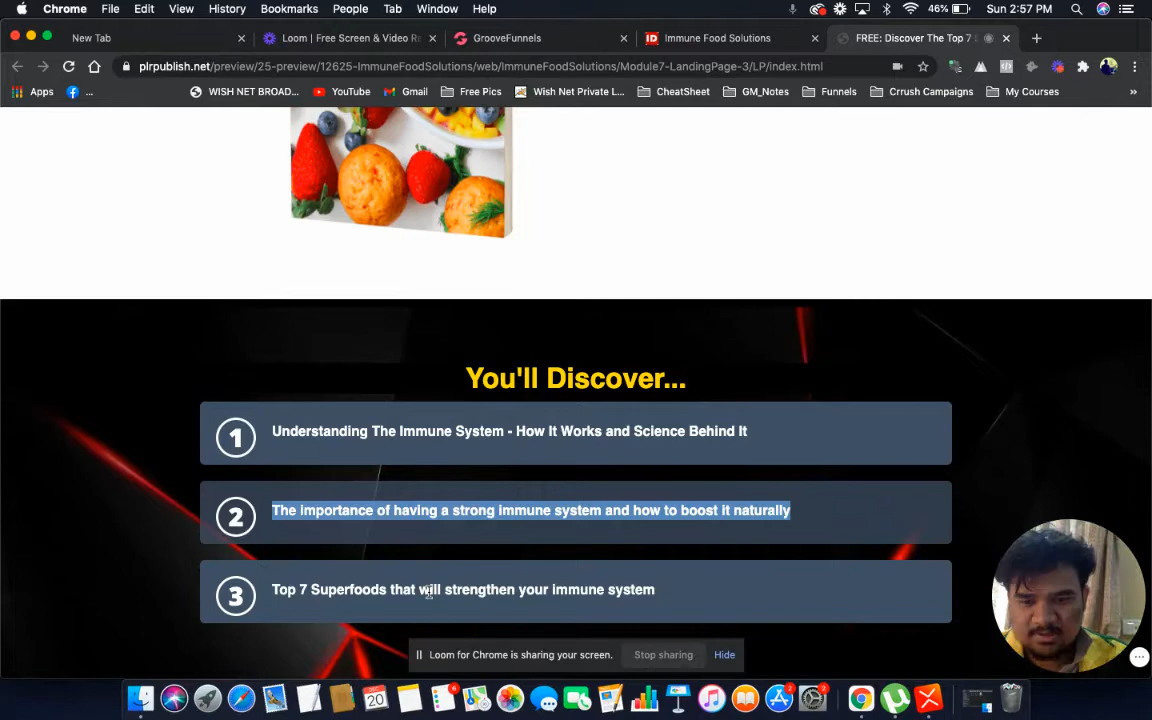 Chrome File Edit View History Bookmarks People Tab Window Help
46% Sun 2:57 PM
New Tab
Loom | Free Screen & Video Re
GrooveFunnels
ID Immune Food Solutions
FREE: Discover The Top 7 S
plrpublish.net/preview/25-preview/12625-ImmuneFoodSolutions/web/ImmuneFoodSolutions/Module7-LandingPage-3/LP/index.html
Apps ... WISH NET BROAD... YouTube Gmail Free Pics Wish Net Private L... CheatSheet GM_Notes Funnels Crrush Campaigns My Courses »
You'll Discover...
1 Understanding The Immune System - How It Works and Science Behind It
2 The importance of having a strong immune system and how to boost it naturally
3 Top 7 Superfoods that will strengthen your immune system
Loom for Chrome is sharing your screen. Stop sharing Hide